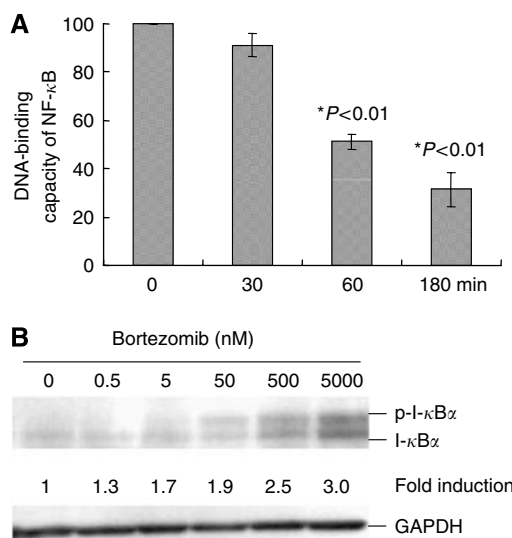 A
DNA-binding
capacity of NF-κB
100
80
60
40
20
0
*P<0.01
*P<0.01
0 30 60 180 min
B
Bortezomib (nM)
0 0.5 5 50 500 5000
p-I-κBα
I-κBα
1 1.3 1.7 1.9 2.5 3.0 Fold induction
GAPDH